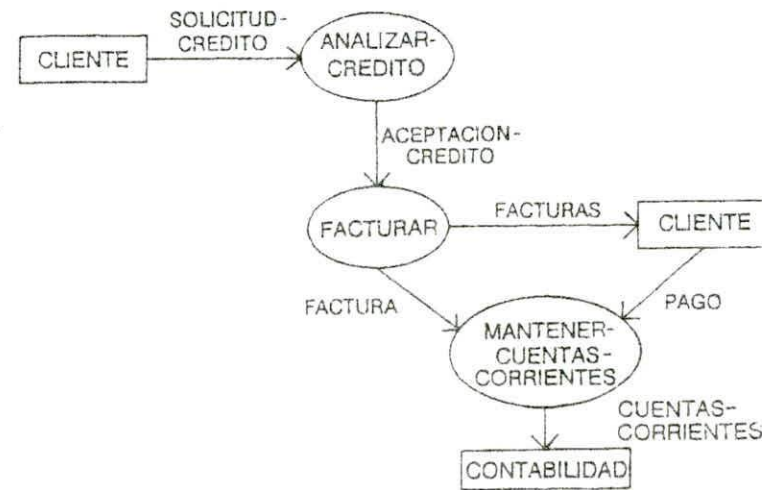 SOLICITUD-
CREDITO
CLIENTE
ANALIZAR-
CREDITO
ACEPTACION-
CREDITO
FACTURAR
FACTURAS
CLIENTE
FACTURA
PAGO
MANTENER-
CUENTAS-
CORRIENTES
CUENTAS-
CORRIENTES
CONTABILIDAD